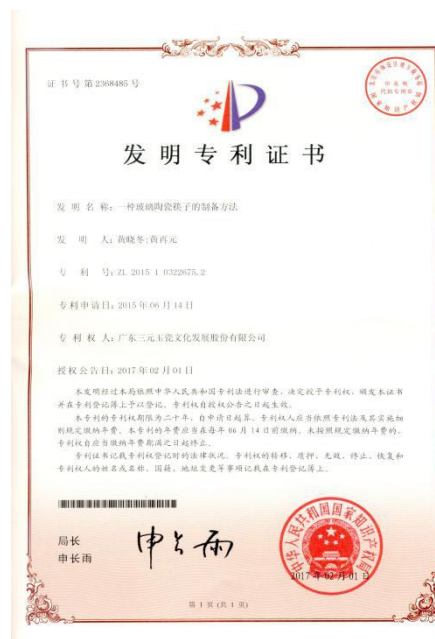 证书号第2368485号
发明专利证书
发 明 名 称：一种玻璃陶瓷筷子的制备方法
发 明 人：黄晓冬;黄再元
专 利 号：ZL 2015 1 0322675.2
专利申请日：2015年06月14日
专 利 权 人：广东三元玉瓷文化发展股份有限公司
授权公告日：2017年02月01日
本发明经过本局依照中华人民共和国专利法进行审查，决定授予专利权，颁发本证书
并在专利登记簿上予以登记。专利权自授权公告之日起生效。
本专利的专利权期限为二十年，自申请日起算。专利权人应当依照专利法及其实施细
则规定缴纳年费。本专利的年费应当在每年06月14日前缴纳。未按照规定缴纳年费的，
专利权自应当缴纳年费期满之日起终止。
专利证书记载专利权登记时的法律状况。专利权的转移、质押、无效、终止、恢复和
专利权人的姓名或名称、国籍、地址变更等事项记载在专利登记簿上。
局长
申长雨
申长雨
中华人民共和国国家知识产权局
2017年02月01日
第1页(共1页)